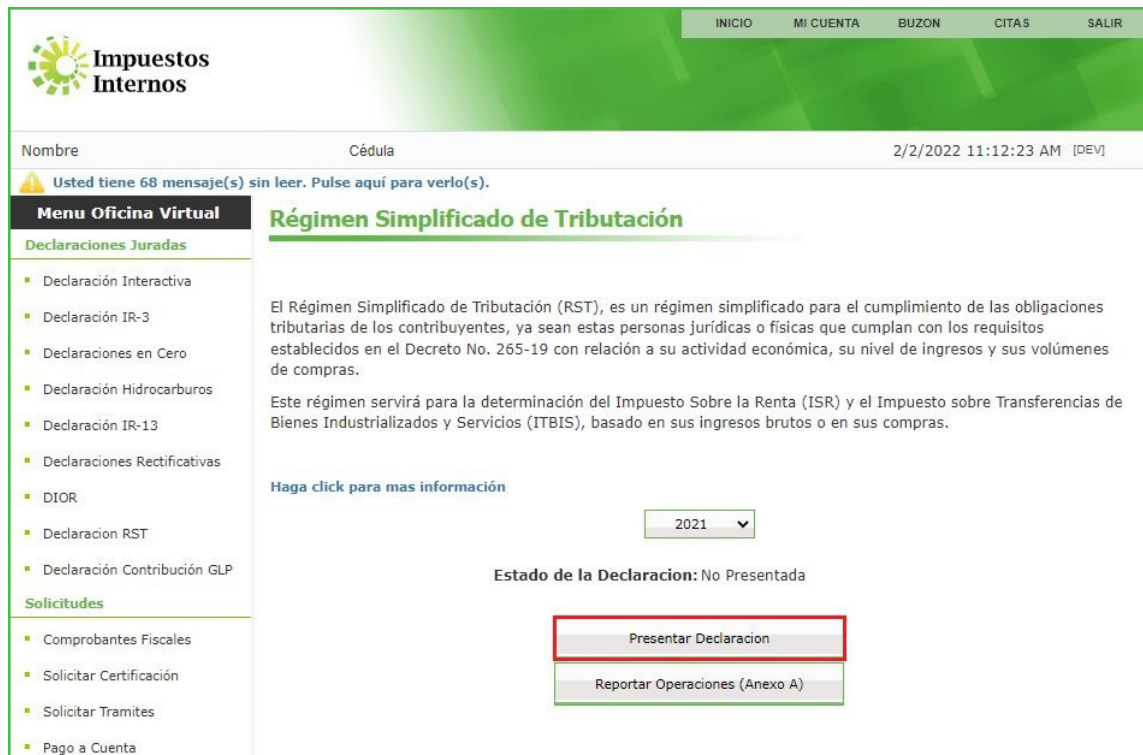 INICIO MI CUENTA BUZON CITAS SALIR
Impuestos
Internos
Nombre Cédula 2/2/2022 11:12:23 AM [DEV]
Usted tiene 68 mensaje(s) sin leer. Pulse aquí para verlo(s).
Menu Oficina Virtual
Declaraciones Juradas
Declaración Interactiva
Declaración IR-3
Declaraciones en Cero
Declaración Hidrocarburos
Declaración IR-13
Declaraciones Rectificativas
DIOR
Declaracion RST
Declaración Contribución GLP
Solicitudes
Comprobantes Fiscales
Solicitar Certificación
Solicitar Tramites
Pago a Cuenta
Régimen Simplificado de Tributación
El Régimen Simplificado de Tributación (RST), es un régimen simplificado para el cumplimiento de las obligaciones
tributarias de los contribuyentes, ya sean estas personas jurídicas o físicas que cumplan con los requisitos
establecidos en el Decreto No. 265-19 con relación a su actividad económica, su nivel de ingresos y sus volúmenes
de compras.
Este régimen servirá para la determinación del Impuesto Sobre la Renta (ISR) y el Impuesto sobre Transferencias de
Bienes Industrializados y Servicios (ITBIS), basado en sus ingresos brutos o en sus compras.
Haga click para mas información
2021
Estado de la Declaracion: No Presentada
Presentar Declaracion
Reportar Operaciones (Anexo A)